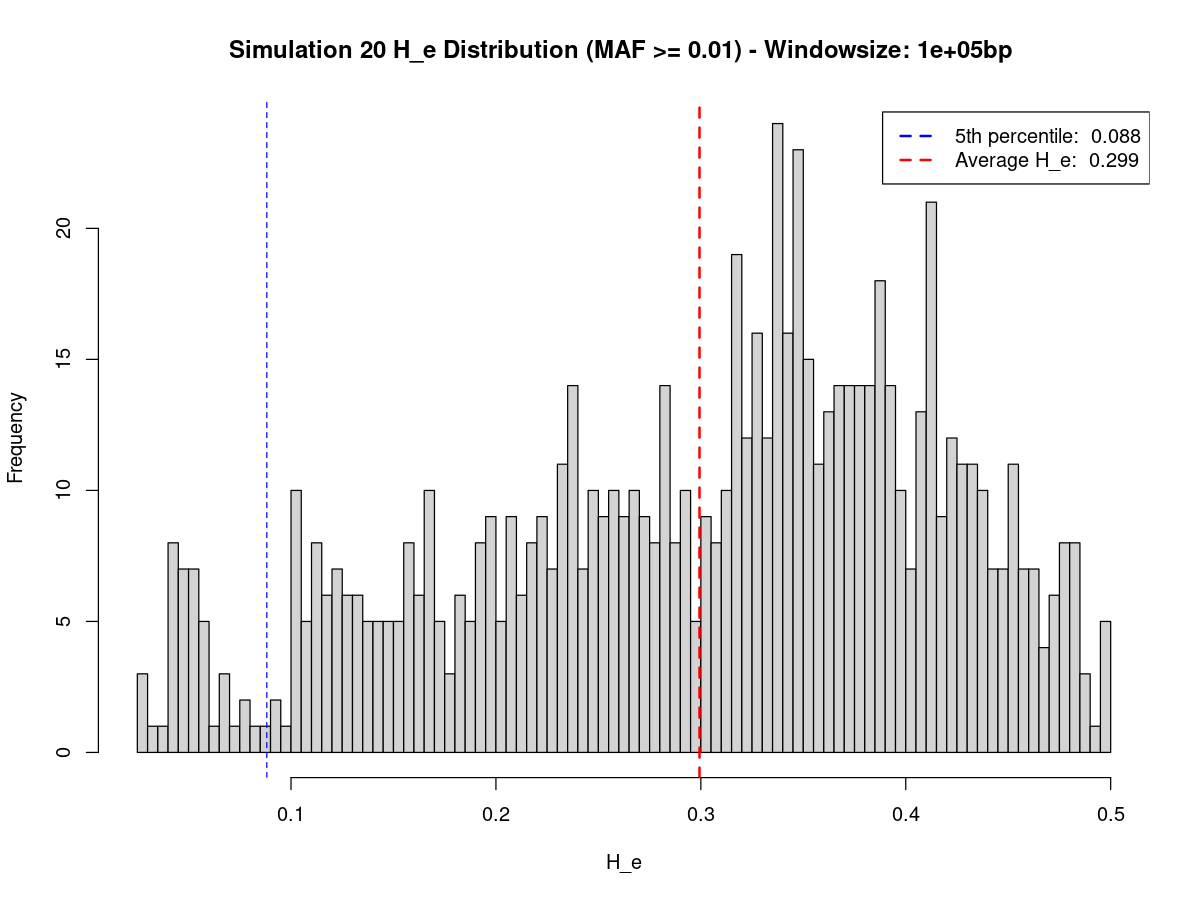 Simulation 20 H_e Distribution (MAF >= 0.01) - Windowsize: 1e+05bp
5th percentile:  0.088
Average H_e:  0.299
Frequency
20
15
10
5
0
0.1 0.2 0.3 0.4 0.5
H_e